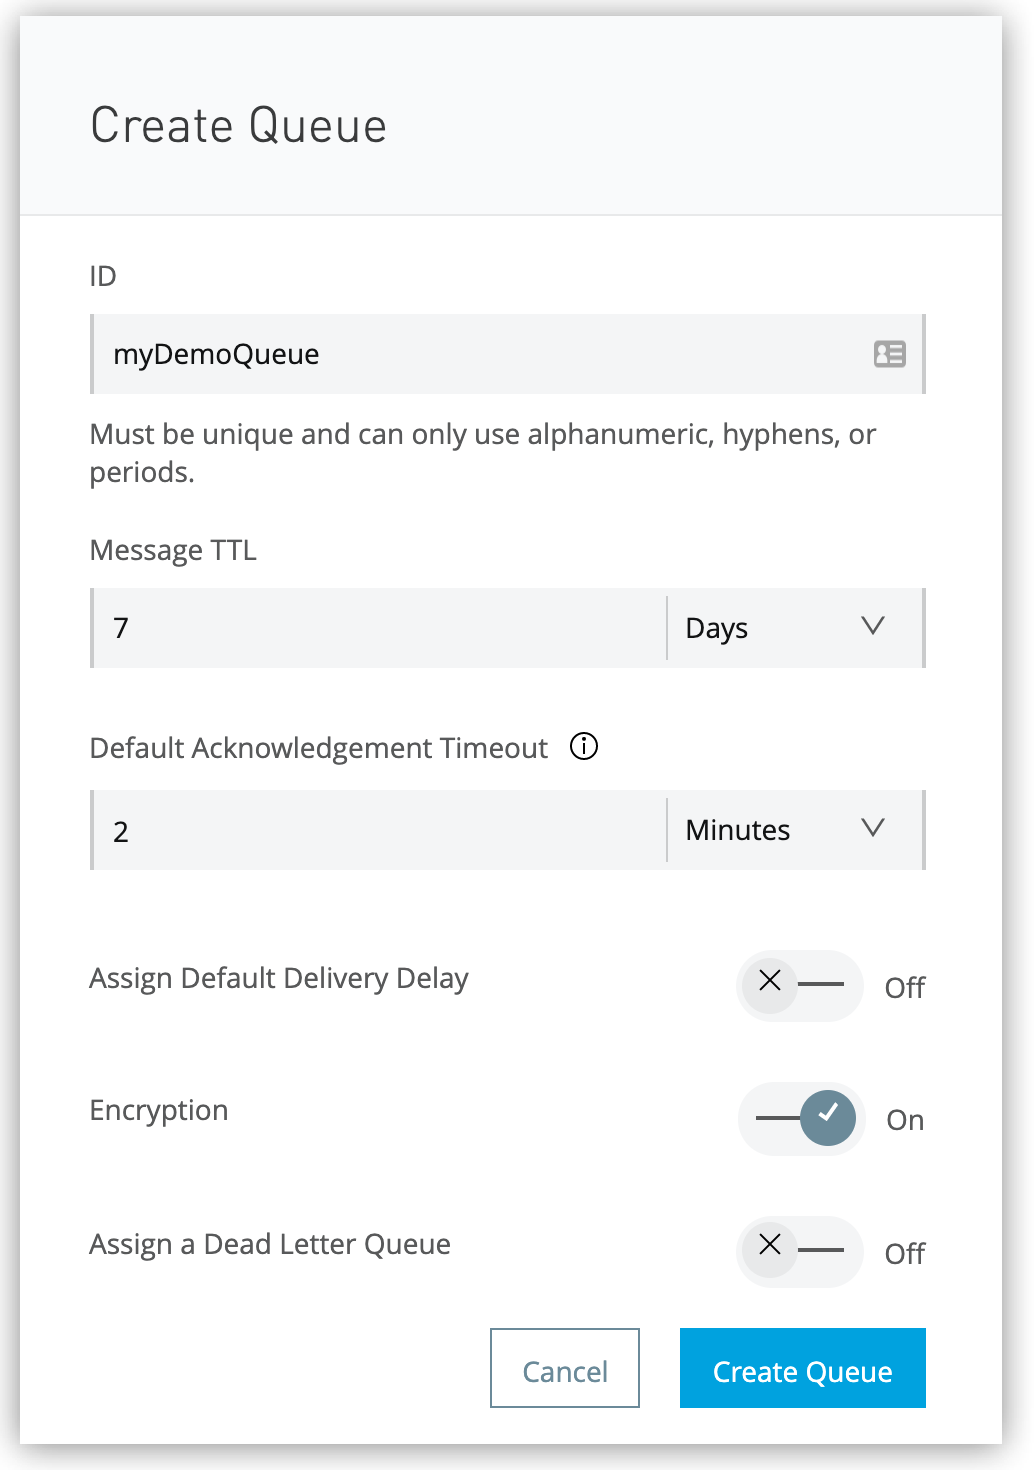 Create Queue
ID
myDemoQueue
Must be unique and can only use alphanumeric, hyphens, or
periods.
Message TTL
7 Days
Default Acknowledgement Timeout
2 Minutes
Assign Default Delivery Delay Off
Encryption On
Assign a Dead Letter Queue Off
Cancel Create Queue